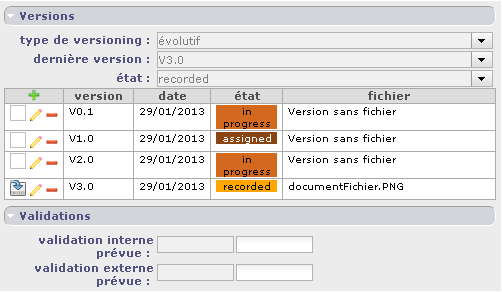 Versions
type de versioning : évolutif
dernière version : V3.0
état : recorded
version date état fichier
V0.1 29/01/2013 in progress Version sans fichier
V1.0 29/01/2013 assigned Version sans fichier
V2.0 29/01/2013 in progress Version sans fichier
V3.0 29/01/2013 recorded documentFichier.PNG
Validations
validation interne prévue :
validation externe prévue :